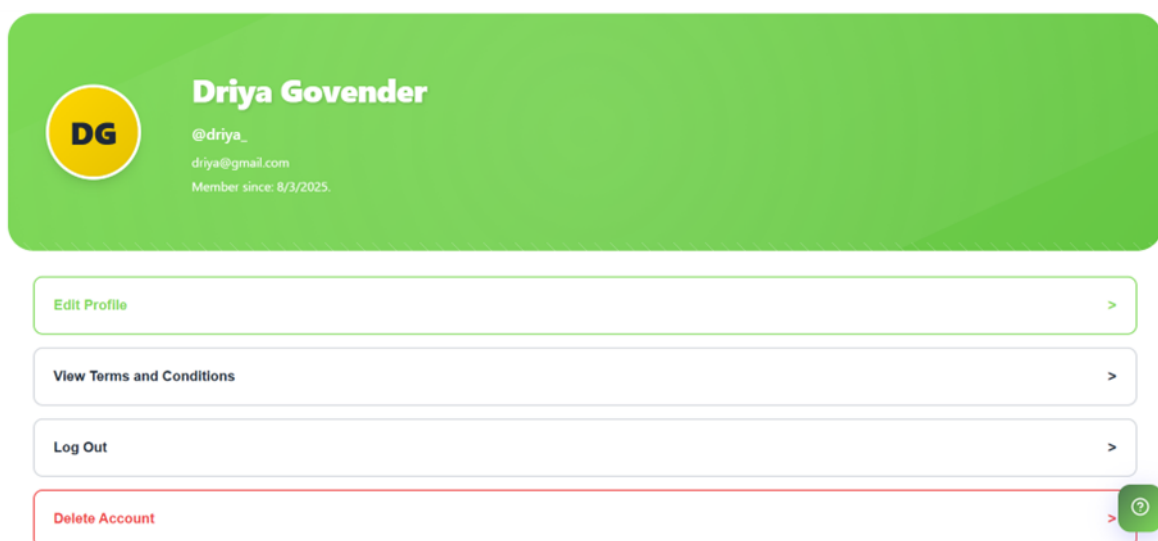 DG
Driya Govender
@driya_
driya@gmail.com
Member since: 8/3/2025.
Edit Profile >
View Terms and Conditions >
Log Out >
Delete Account >
?